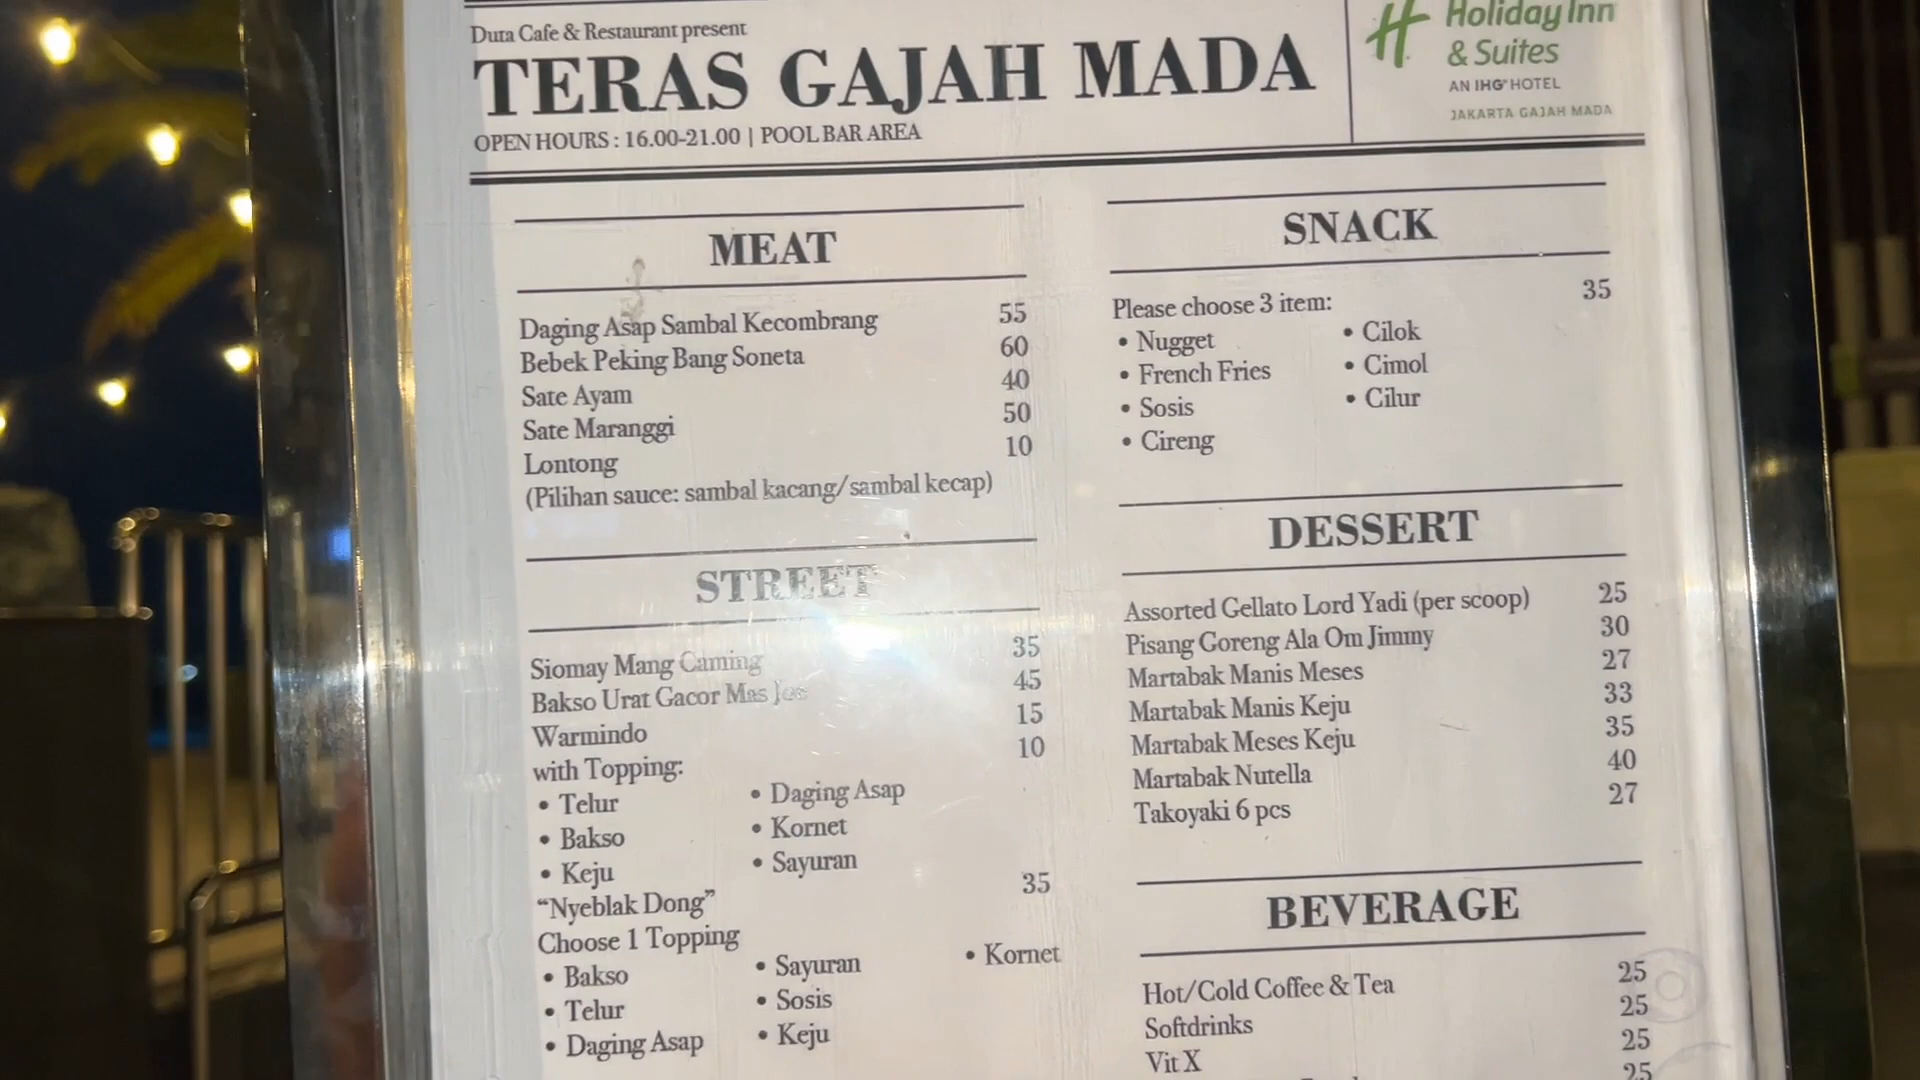 Duta Cafe & Restaurant present
TERAS GAJAH MADA
OPEN HOURS : 16.00-21.00 | POOL BAR AREA
Holiday Inn
& Suites
AN IHG® HOTEL
JAKARTA GAJAH MADA
MEAT
Daging Asap Sambal Kecombrang 55
Bebek Peking Bang Soneta 60
Sate Ayam 40
Sate Maranggi 50
Lontong 10
(Pilihan sauce: sambal kacang/sambal kecap)
STREET
Siomay Mang Caming 35
Bakso Urat Gacor Mas 45
Warmindo 15
with Topping: 10
• Telur
• Bakso
• Keju
• Daging Asap
• Kornet
• Sayuran
“Nyeblak Dong” 35
Choose 1 Topping
• Bakso
• Telur
• Daging Asap
• Sayuran
• Sosis
• Keju
• Kornet
SNACK
Please choose 3 item: 35
• Nugget
• French Fries
• Sosis
• Cireng
• Cilok
• Cimol
• Cilur
DESSERT
Assorted Gellato Lord Yadi (per scoop) 25
Pisang Goreng Ala Om Jimmy 30
Martabak Manis Meses 27
Martabak Manis Keju 33
Martabak Meses Keju 35
Martabak Nutella 40
Takoyaki 6 pcs 27
BEVERAGE
Hot/Cold Coffee & Tea 25
Softdrinks 25
Vit X 25
25